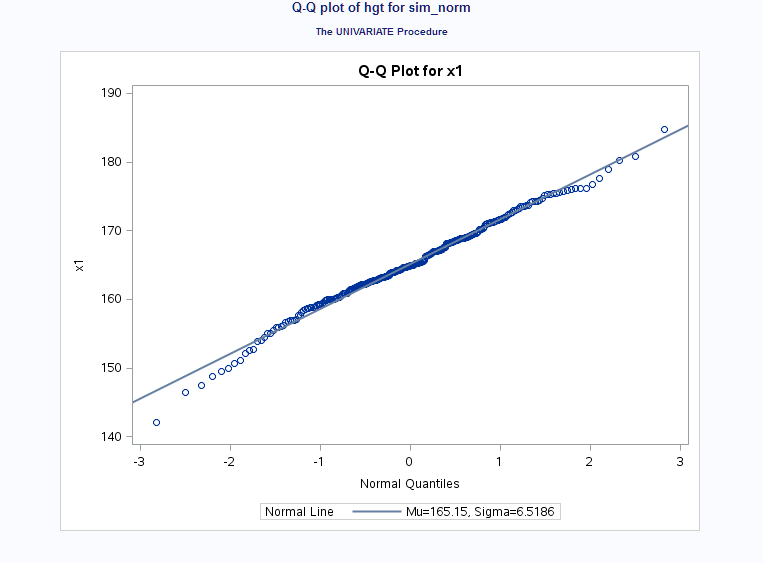 Q-Q plot of hgt for sim_norm
The UNIVARIATE Procedure
Q-Q Plot for x1
190
180
170
160
150
140
x1
-3 -2 -1 0 1 2 3
Normal Quantiles
Normal Line Mu=165.15, Sigma=6.5186